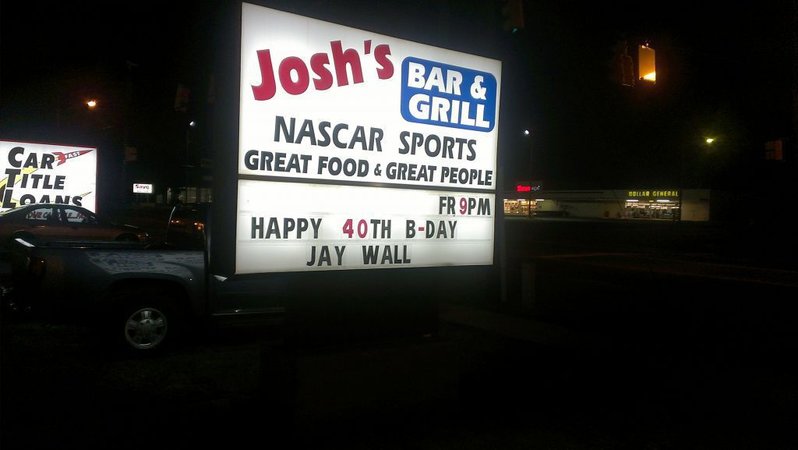 Josh's
BAR &
GRILL
NASCAR SPORTS
GREAT FOOD & GREAT PEOPLE
FR 9PM
HAPPY 40TH B-DAY
JAY WALL
CAR
FAST
TITLE
LOANS
DOLLAR GENERAL